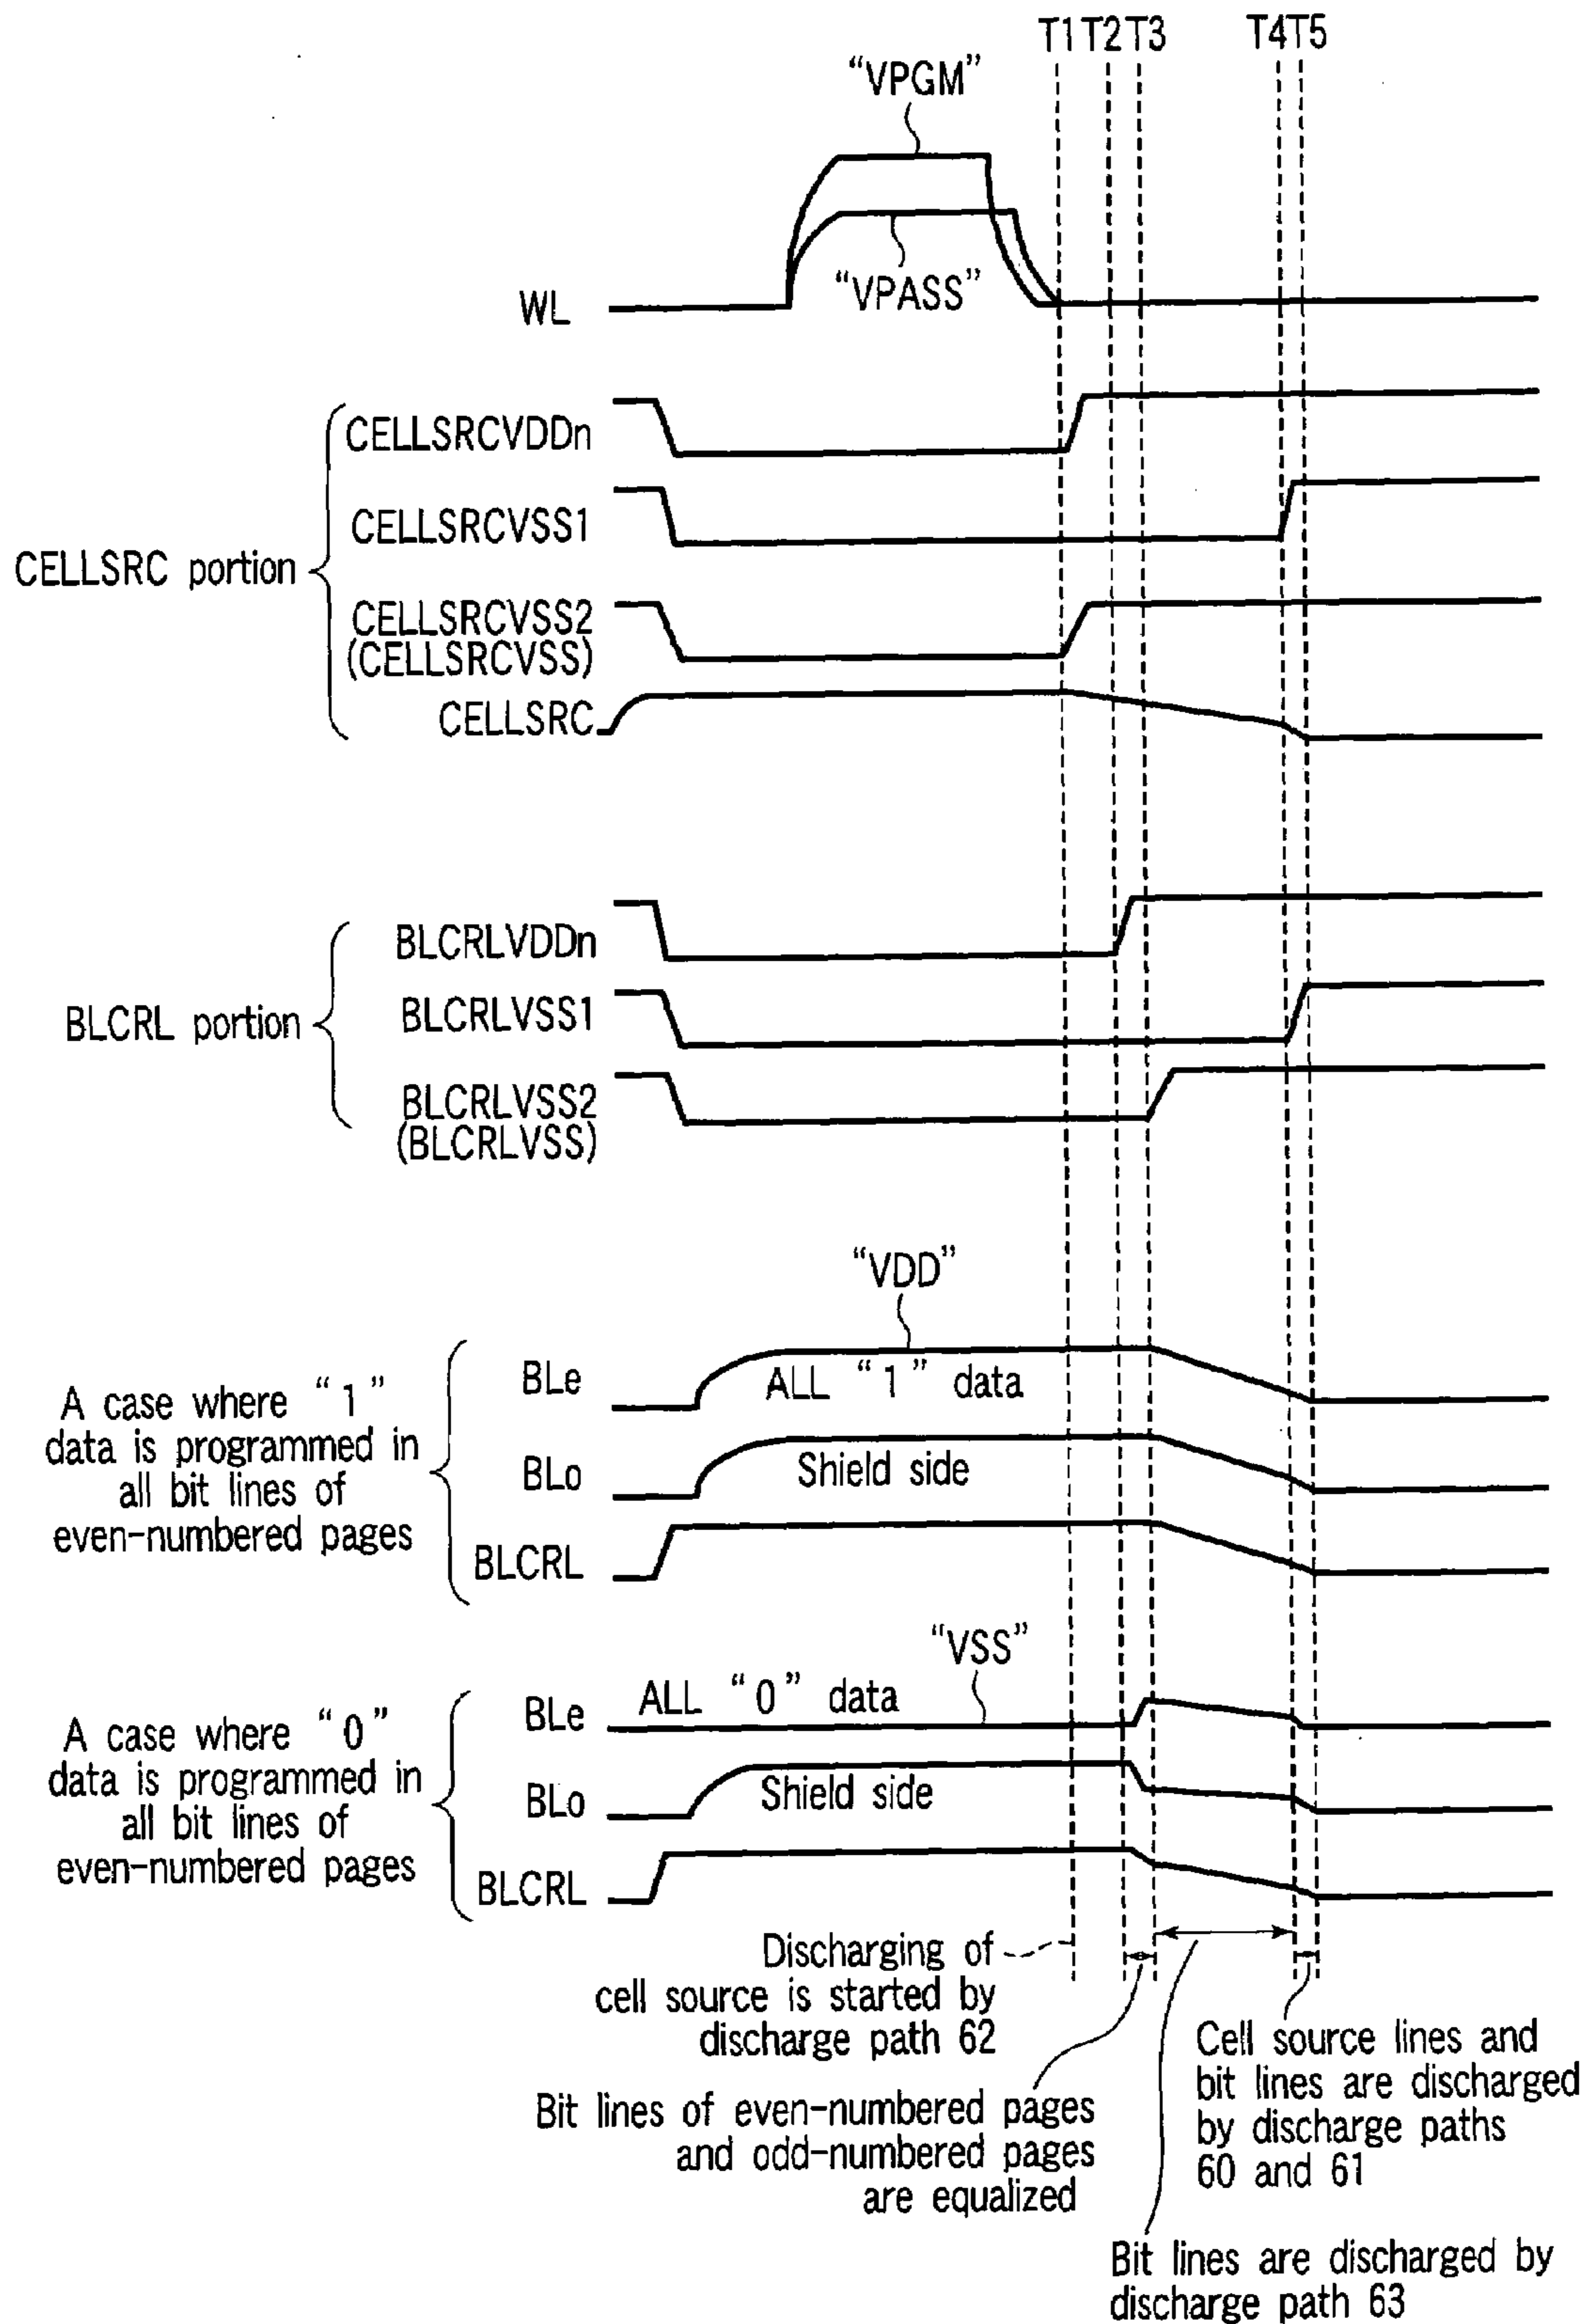 T1 T2 T3 T4 T5
“VPGM”
“VPASS”
WL
CELLSRC portion
CELLSRCVDDn
CELLSRCVSS1
CELLSRCVSS2
(CELLSRCVSS)
CELLSRC
BLCRL portion
BLCRLVDDn
BLCRLVSS1
BLCRLVSS2
(BLCRLVSS)
“VDD”
A case where “1”
data is programmed in
all bit lines of
even-numbered pages
BLe
ALL “1” data
BLo
Shield side
BLCRL
“VSS”
A case where “0”
data is programmed in
all bit lines of
even-numbered pages
BLe
ALL “0” data
BLo
Shield side
BLCRL
Discharging of
cell source is started by
discharge path 62
Bit lines of even-numbered pages
and odd-numbered pages
are equalized
Cell source lines and
bit lines are discharged
by discharge paths
60 and 61
Bit lines are discharged by
discharge path 63